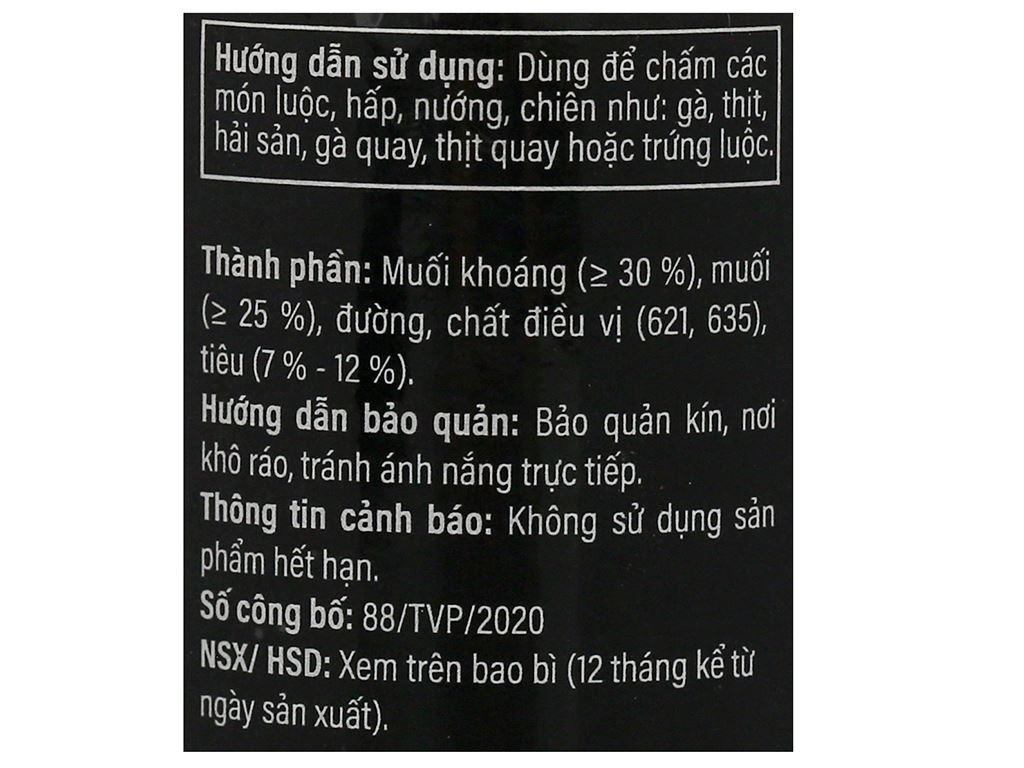 Hướng dẫn sử dụng: Dùng để chấm các
món luộc, hấp, nướng, chiên như: gà, thịt,
hải sản, gà quay, thịt quay hoặc trứng luộc.
Thành phần: Muối khoáng (≥ 30 %), muối
(≥ 25 %), đường, chất điều vị (621, 635),
tiêu (7 % - 12 %).
Hướng dẫn bảo quản: Bảo quản kín, nơi
khô ráo, tránh ánh nắng trực tiếp.
Thông tin cảnh báo: Không sử dụng sản
phẩm hết hạn.
Số công bố: 88/TVP/2020
NSX/ HSD: Xem trên bao bì (12 tháng kể từ
ngày sản xuất).